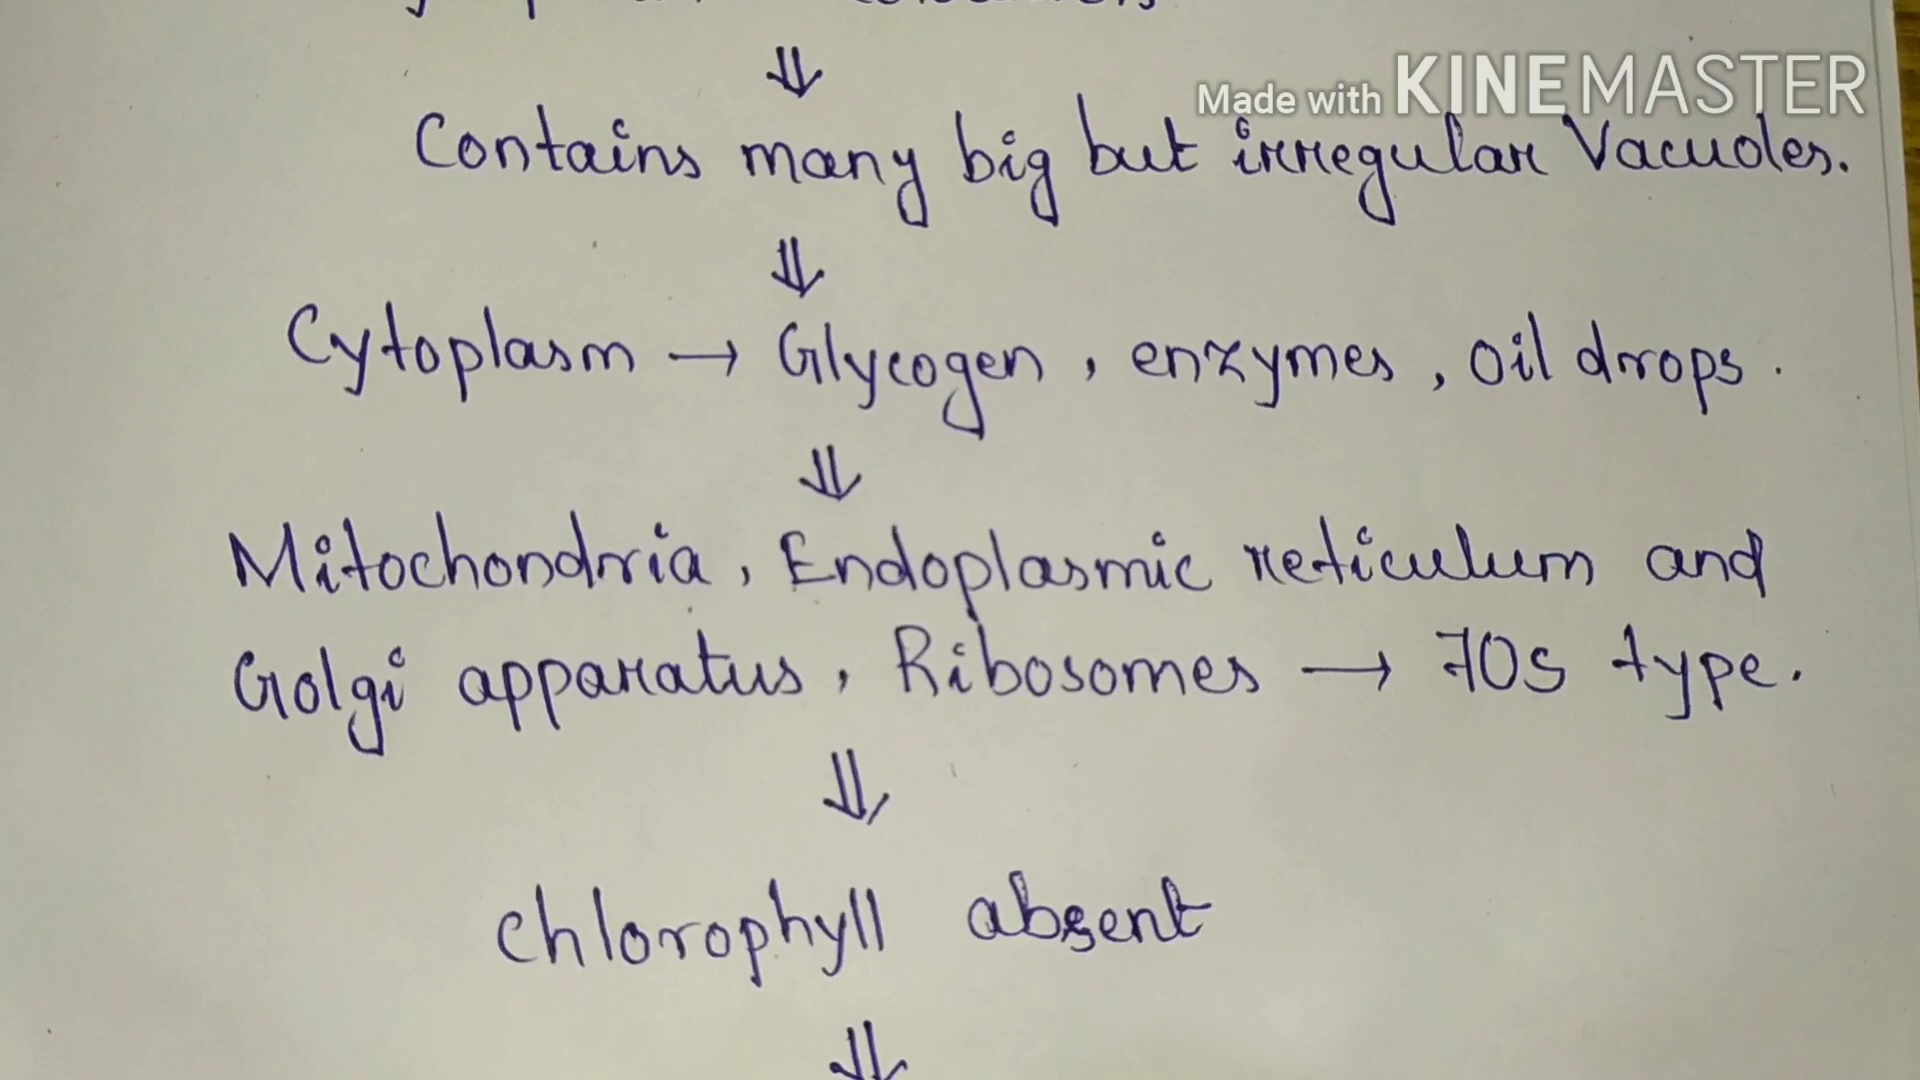 ⇓
Made with KINEMASTER
Contains many big but irregular Vacuoles.
⇓
Cytoplasm → Glycogen, enzymes, Oil drops.
⇓
Mitochondria, Endoplasmic reticulum and
Golgi apparatus, Ribosomes → 70s type.
⇓
Chlorophyll absent
⇓